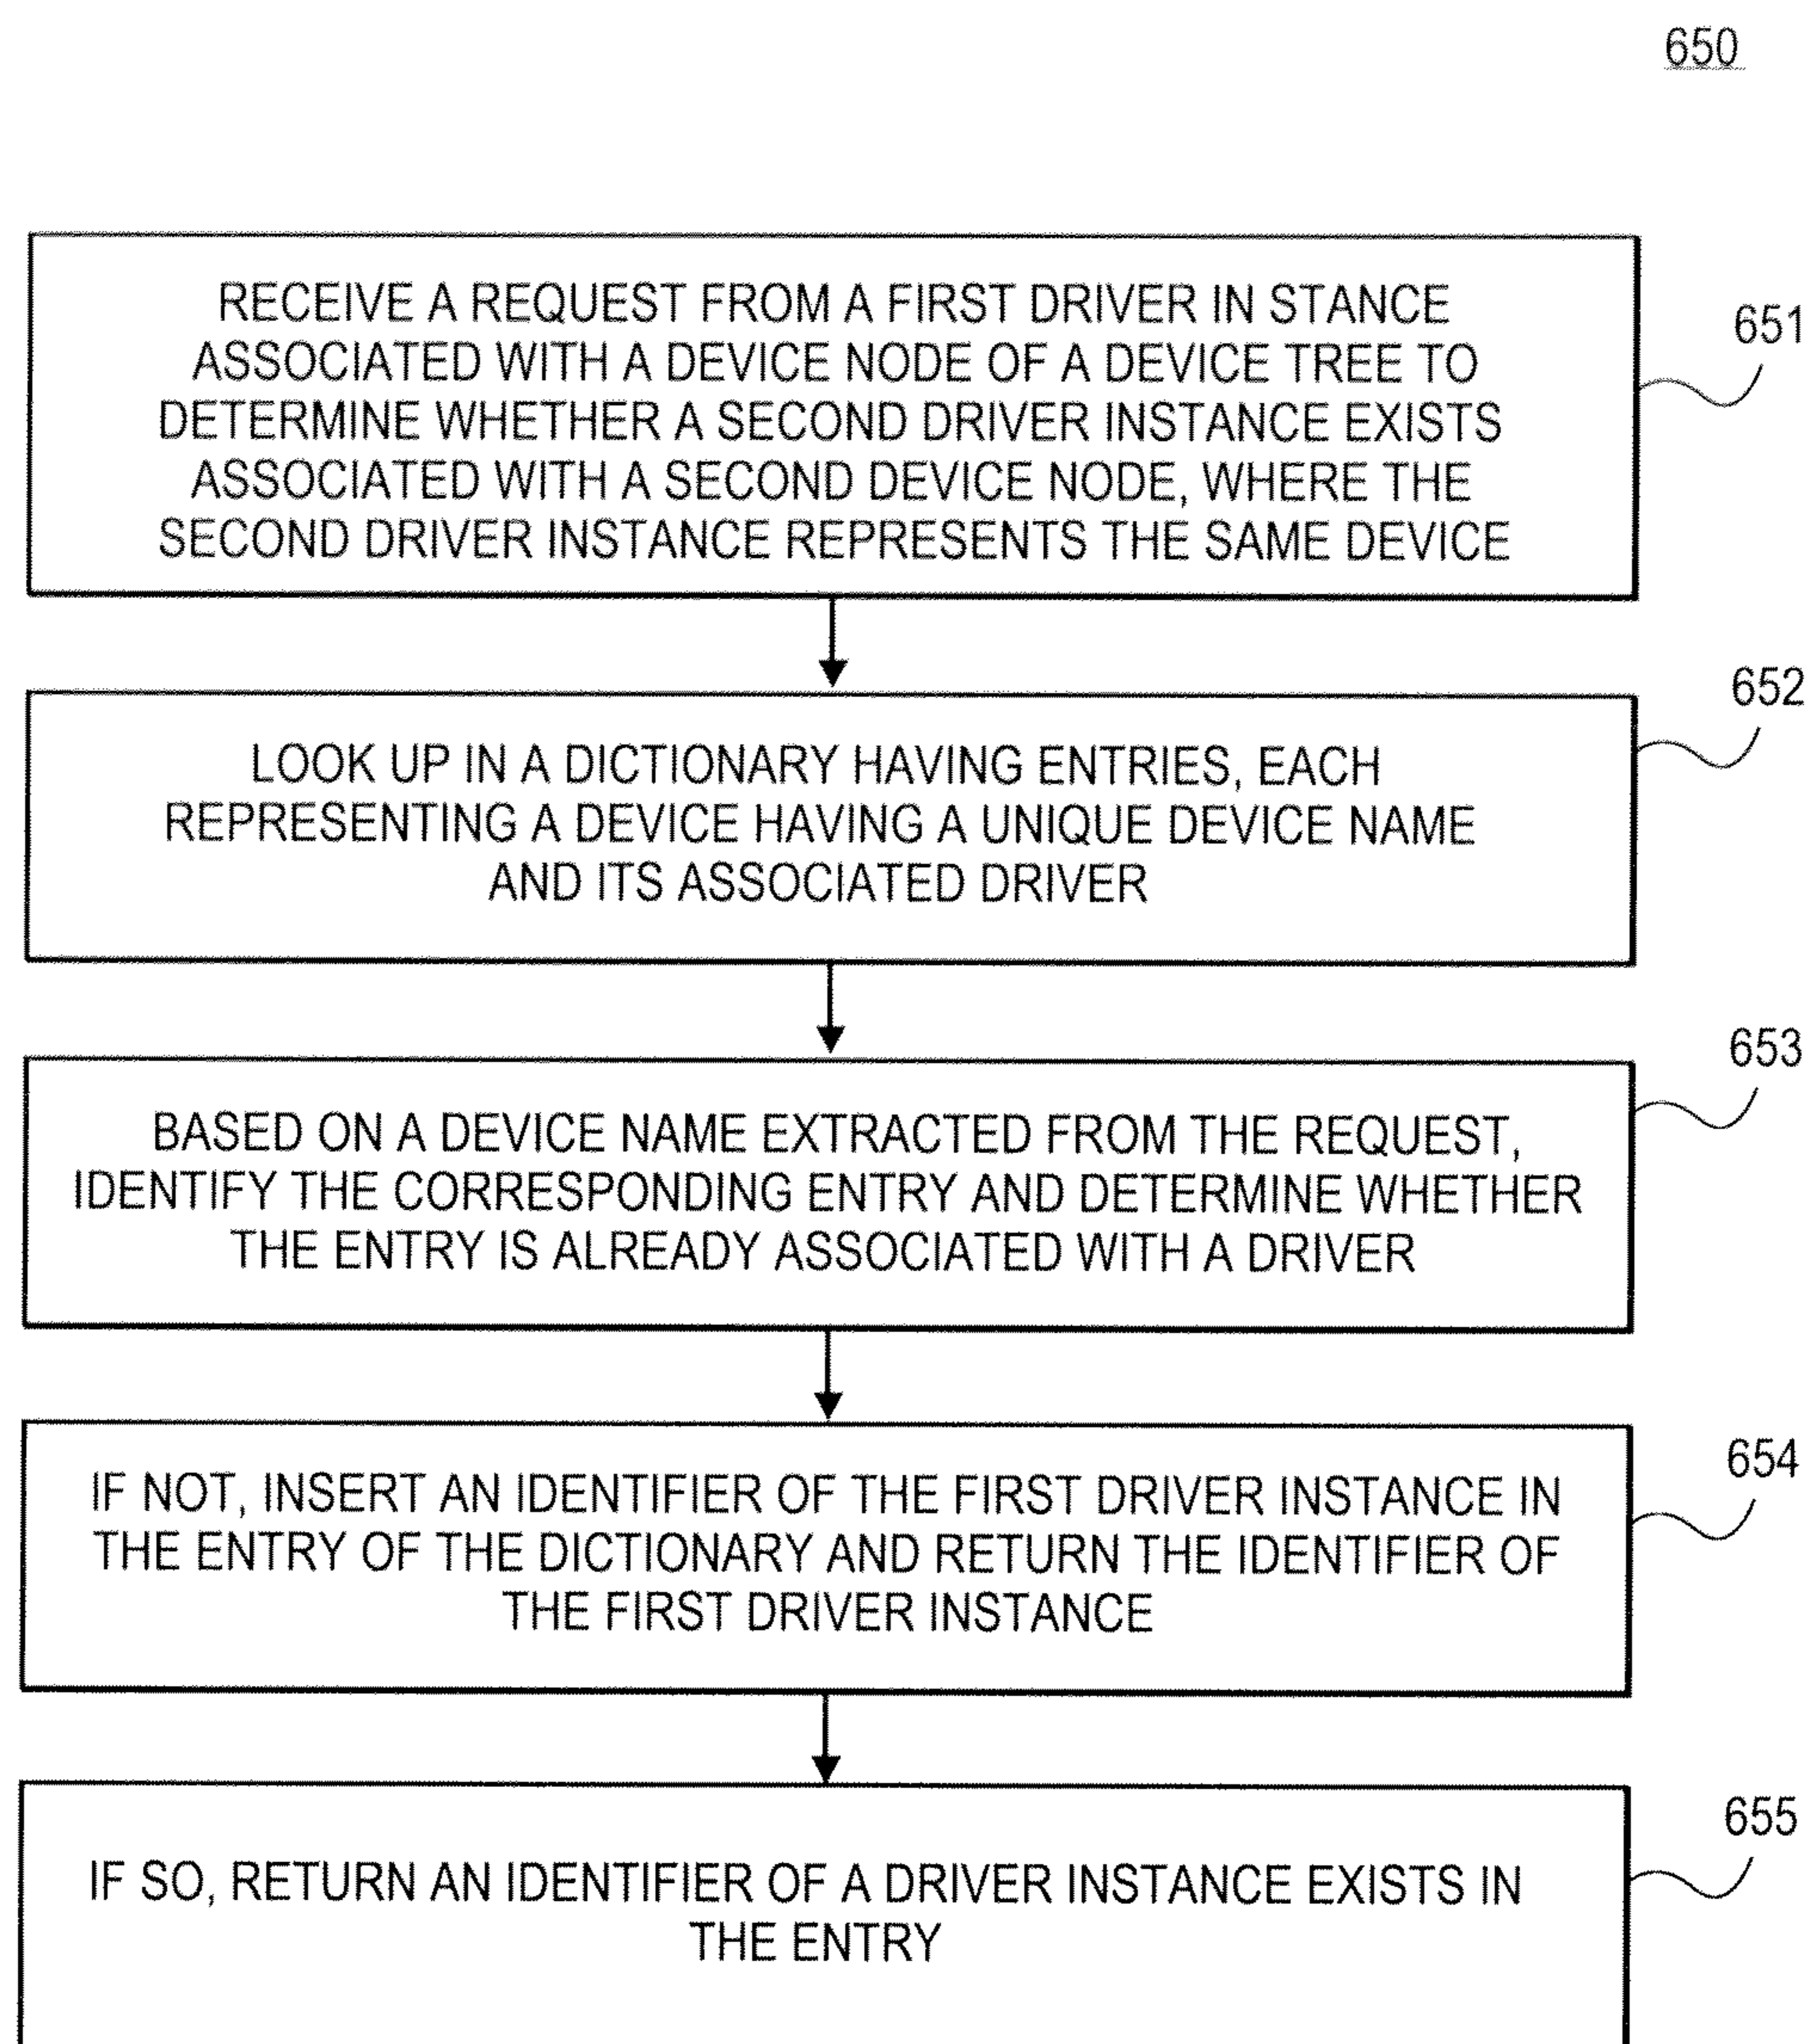 650
RECEIVE A REQUEST FROM A FIRST DRIVER IN STANCE
ASSOCIATED WITH A DEVICE NODE OF A DEVICE TREE TO
DETERMINE WHETHER A SECOND DRIVER INSTANCE EXISTS
ASSOCIATED WITH A SECOND DEVICE NODE, WHERE THE
SECOND DRIVER INSTANCE REPRESENTS THE SAME DEVICE
651
LOOK UP IN A DICTIONARY HAVING ENTRIES, EACH
REPRESENTING A DEVICE HAVING A UNIQUE DEVICE NAME
AND ITS ASSOCIATED DRIVER
652
BASED ON A DEVICE NAME EXTRACTED FROM THE REQUEST,
IDENTIFY THE CORRESPONDING ENTRY AND DETERMINE WHETHER
THE ENTRY IS ALREADY ASSOCIATED WITH A DRIVER
653
IF NOT, INSERT AN IDENTIFIER OF THE FIRST DRIVER INSTANCE IN
THE ENTRY OF THE DICTIONARY AND RETURN THE IDENTIFIER OF
THE FIRST DRIVER INSTANCE
654
IF SO, RETURN AN IDENTIFIER OF A DRIVER INSTANCE EXISTS IN
THE ENTRY
655